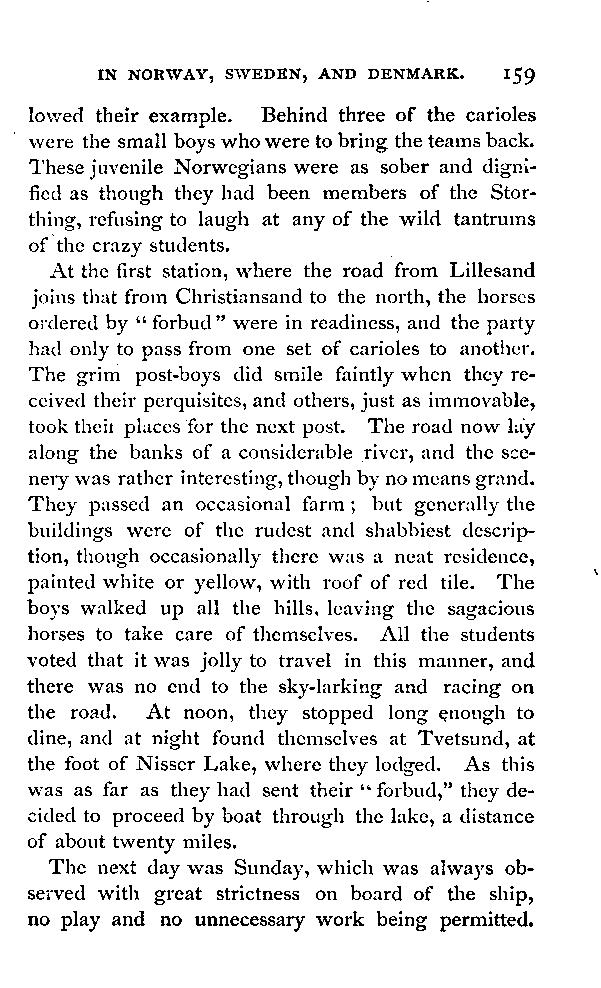 IN NORWAY, SWEDEN, AND DENMARK. 159
lowed their example. Behind three of the carioles
were the small boys who were to bring the teams back.
These juvenile Norwegians were as sober and digni-
fied as though they had been members of the Stor-
thing, refusing to laugh at any of the wild tantrums
of the crazy students.
At the first station, where the road from Lillesand
joins that from Christiansand to the north, the horses
ordered by "forbud" were in readiness, and the party
had only to pass from one set of carioles to another.
The grim post-boys did smile faintly when they re-
ceived their perquisites, and others, just as immovable,
took their places for the next post. The road now lay
along the banks of a considerable river, and the sce-
nery was rather interesting, though by no means grand.
They passed an occasional farm; but generally the
buildings were of the rudest and shabbiest descrip-
tion, though occasionally there was a neat residence,
painted white or yellow, with roof of red tile. The
boys walked up all the hills, leaving the sagacious
horses to take care of themselves. All the students
voted that it was jolly to travel in this manner, and
there was no end to the sky-larking and racing on
the road. At noon, they stopped long enough to
dine, and at night found themselves at Tvetsund, at
the foot of Nisser Lake, where they lodged. As this
was as far as they had sent their "forbud," they de-
cided to proceed by boat through the lake, a distance
of about twenty miles.
The next day was Sunday, which was always ob-
served with great strictness on board of the ship,
no play and no unnecessary work being permitted.